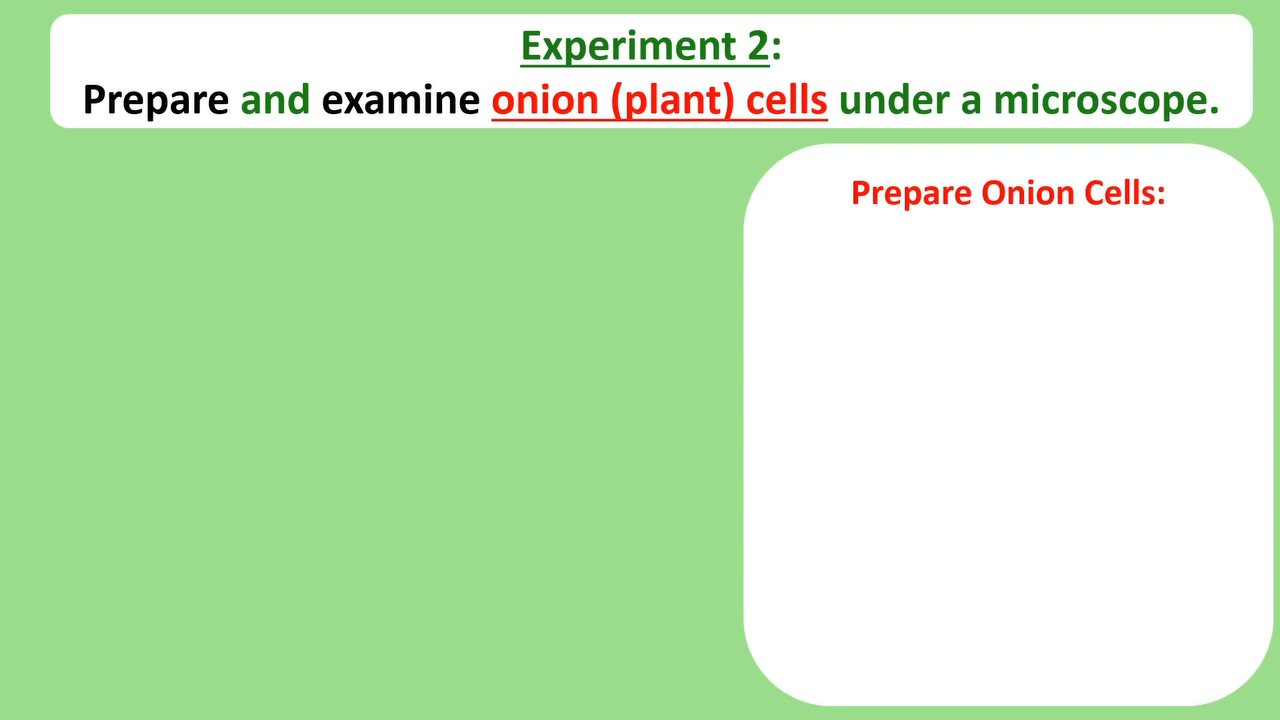 Experiment 2:
Prepare and examine onion (plant) cells under a microscope.
Prepare Onion Cells: